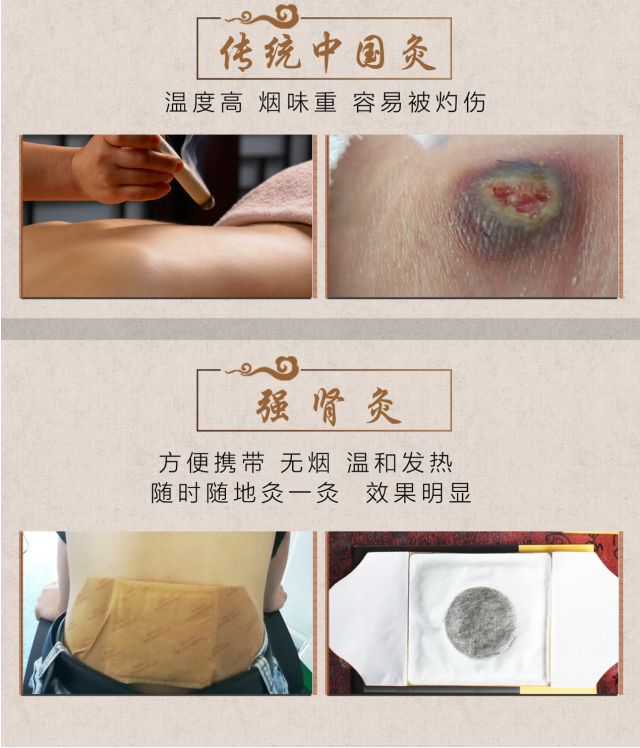 传统中国灸
温度高 烟味重 容易被灼伤
强肾灸
方便携带 无烟 温和发热
随时随地灸一灸 效果明显